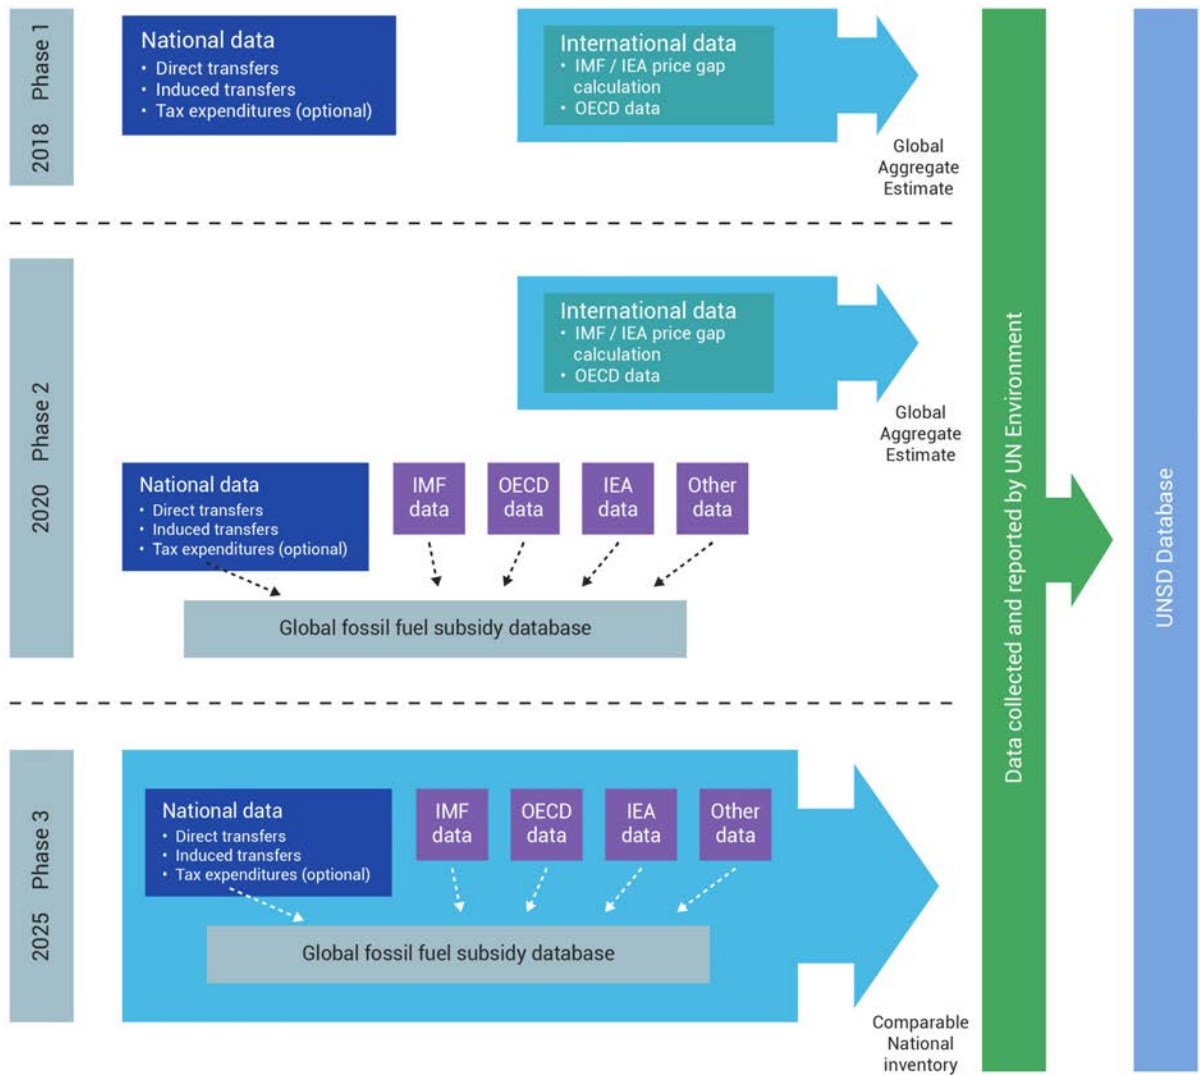 2018 Phase 1
National data
• Direct transfers
• Induced transfers
• Tax expenditures (optional)
International data
• IMF / IEA price gap
calculation
• OECD data
Global
Aggregate
Estimate
2020 Phase 2
International data
• IMF / IEA price gap
calculation
• OECD data
Global
Aggregate
Estimate
National data
• Direct transfers
• Induced transfers
• Tax expenditures (optional)
IMF
data
OECD
data
IEA
data
Other
data
Global fossil fuel subsidy database
2025 Phase 3
National data
• Direct transfers
• Induced transfers
• Tax expenditures (optional)
IMF
data
OECD
data
IEA
data
Other
data
Global fossil fuel subsidy database
Comparable
National
inventory
Data collected and reported by UN Environment
UNSD Database